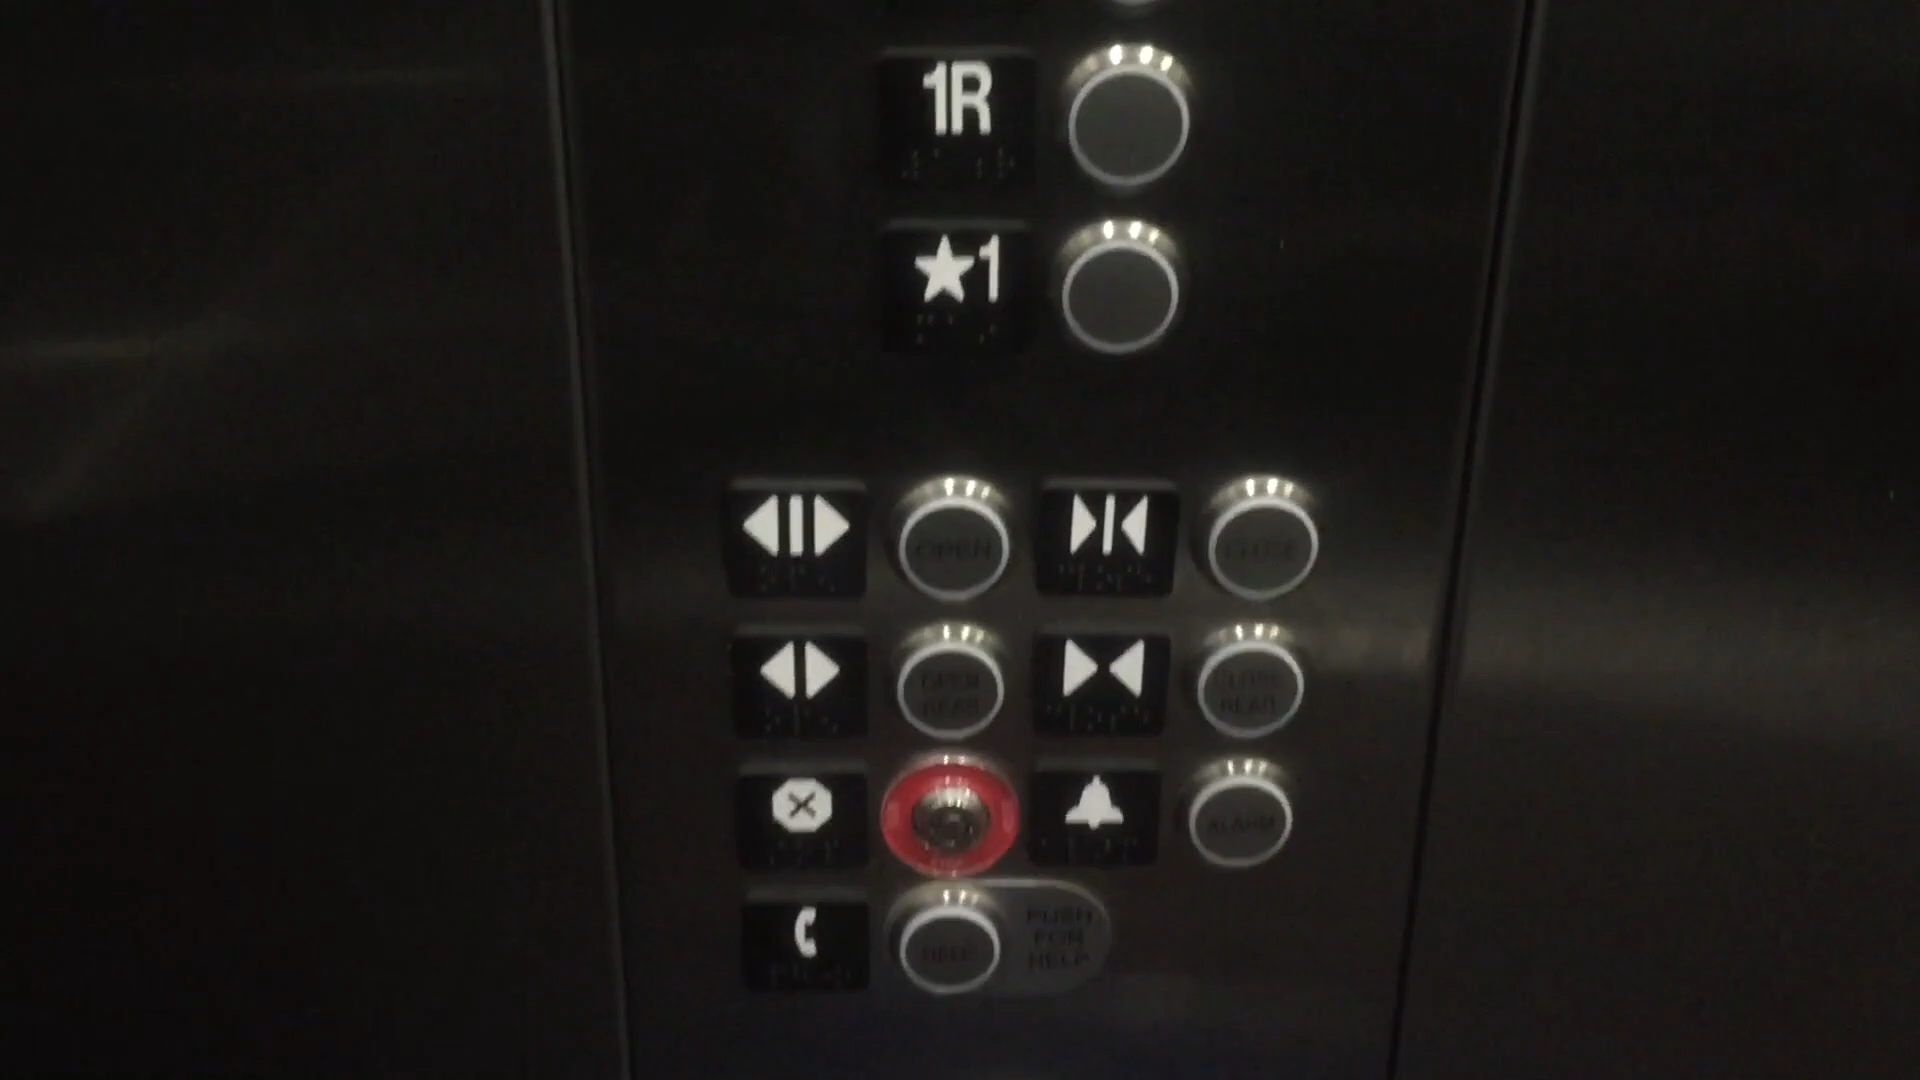 1R
★1
OPEN
CLOSE
OPEN
REAR
CLOSE
REAR
ALARM
HELP
PUSH
FOR
HELP